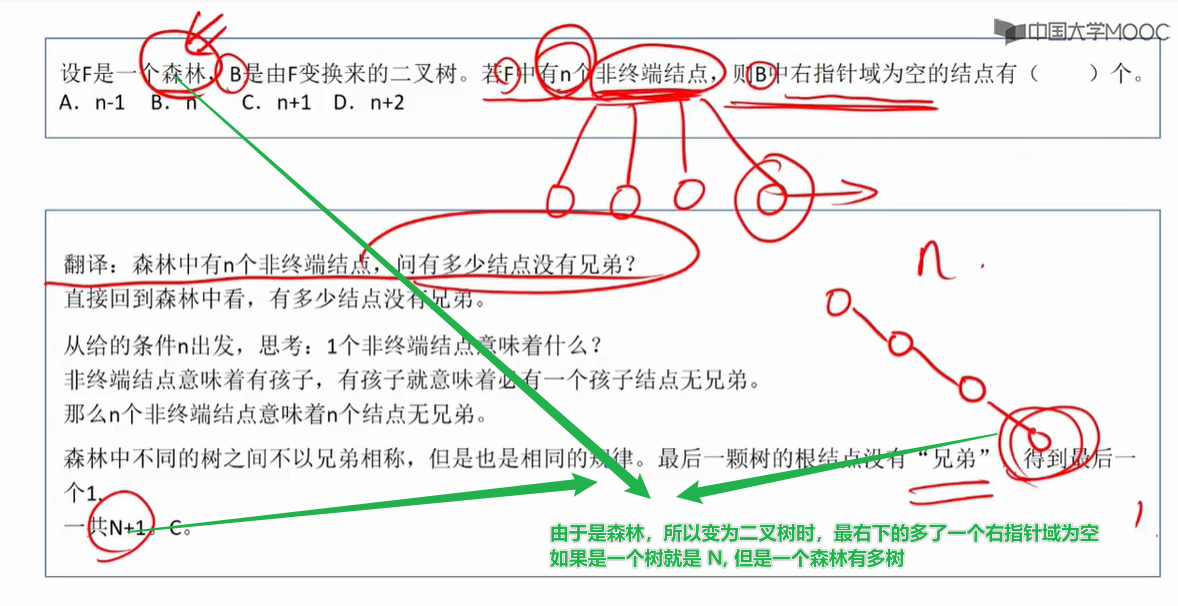 中国大学MOOC
设F是一个森林，B是由F变换来的二叉树。若F中有n个非终端结点，则B中右指针域为空的结点有（　　）个。
A. n-1 B. n C. n+1 D. n+2
翻译：森林中有n个非终端结点，问有多少结点没有兄弟？
直接回到森林中看，有多少结点没有兄弟。
n
从给的条件n出发，思考：1个非终端结点意味着什么？
非终端结点意味着有孩子，有孩子就意味着必有一个孩子结点无兄弟。
那么n个非终端结点意味着n个结点无兄弟。
森林中不同的树之间不以兄弟相称，但是也是相同的规律。最后一颗树的根结点没有“兄弟”，得到最后一
个1.
一共N+1。C。
1
由于是森林，所以变为二叉树时，最右下的多了一个右指针域为空
如果是一个树就是 N, 但是一个森林有多树